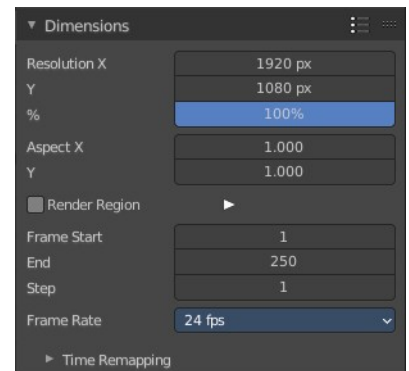 Dimensions
Resolution X 1920 px
Y 1080 px
% 100%
Aspect X 1.000
Y 1.000
Render Region
Frame Start 1
End 250
Step 1
Frame Rate 24 fps
Time Remapping